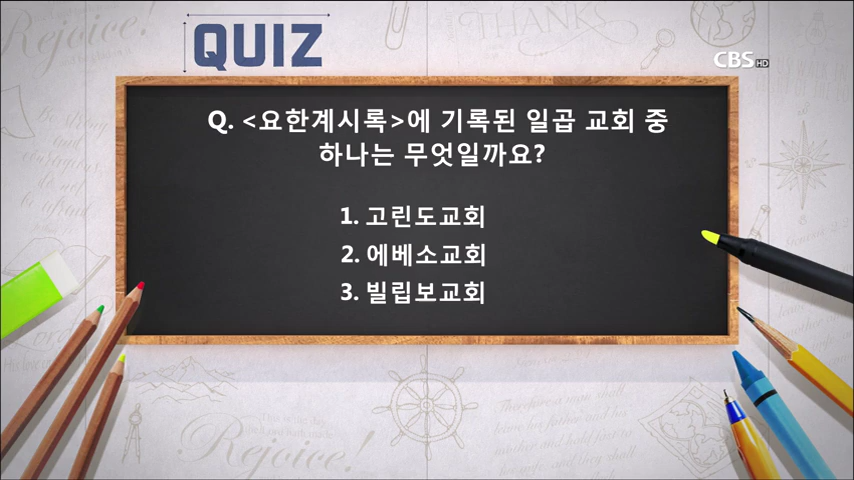 Rejoice!
THANKS
QUIZ
CBS HD
Q. <요한계시록>에 기록된 일곱 교회 중
하나는 무엇일까요?
1. 고린도교회
2. 에베소교회
3. 빌립보교회
Rejoice!